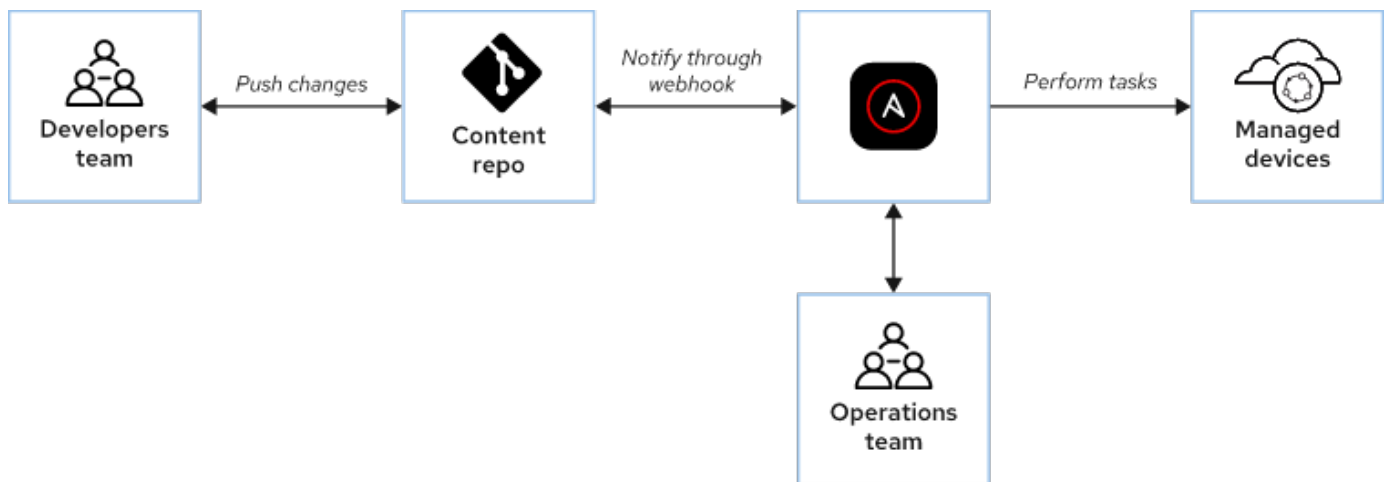 Developers
team
Push changes
Content
repo
Notify through
webhook
Perform tasks
Managed
devices
Operations
team